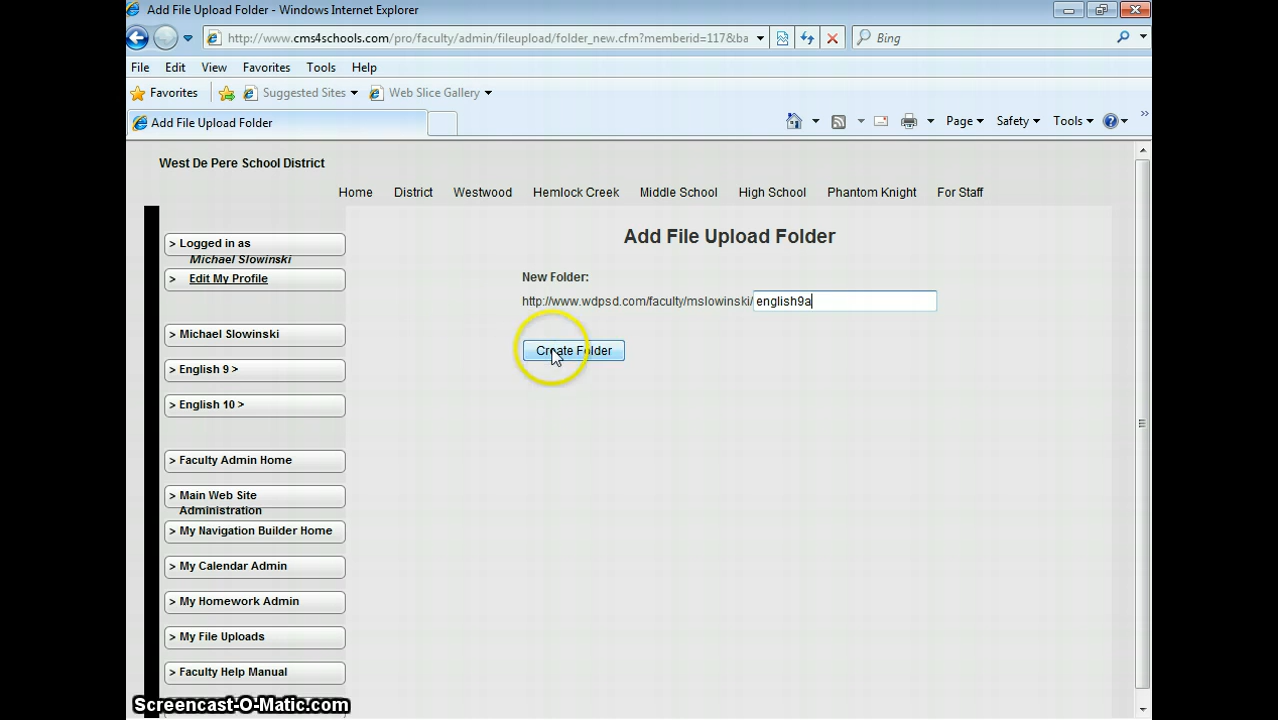 Add File Upload Folder - Windows Internet Explorer
http://www.cms4schools.com/pro/faculty/admin/fileupload/folder_new.cfm?memberid=117&ba
Bing
File Edit View Favorites Tools Help
Favorites Suggested Sites Web Slice Gallery
Add File Upload Folder
Page Safety Tools
West De Pere School District
Home District Westwood Hemlock Creek Middle School High School Phantom Knight For Staff
> Logged in as
Michael Slowinski
> Edit My Profile
> Michael Slowinski
> English 9 >
> English 10 >
> Faculty Admin Home
> Main Web Site
Administration
> My Navigation Builder Home
> My Calendar Admin
> My Homework Admin
> My File Uploads
> Faculty Help Manual
Add File Upload Folder
New Folder:
http://www.wdpsd.com/faculty/mslowinski/ english9a
Create Folder
Screencast-O-Matic.com